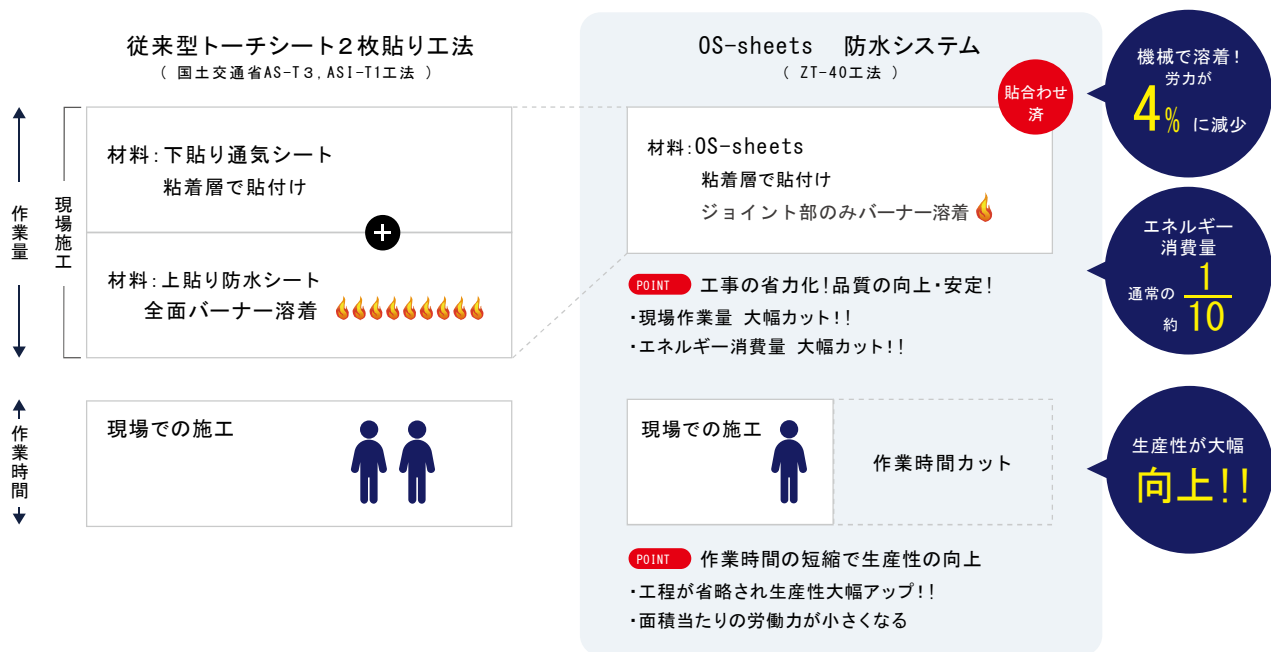 従来型トーチシート2枚貼り工法
( 国土交通省AS-T3,ASI-T1工法 )
作業量
現場施工
材料:下貼り通気シート
粘着層で貼付け
+
材料:上貼り防水シート
全面バーナー溶着
作業時間
現場での施工
OS-sheets 防水システム
( ZT-40工法 )
貼合わせ
済
材料:OS-sheets
粘着層で貼付け
ジョイント部のみバーナー溶着
POINT 工事の省力化!品質の向上・安定!
・現場作業量 大幅カット!!
・エネルギー消費量 大幅カット!!
現場での施工
作業時間カット
POINT 作業時間の短縮で生産性の向上
・工程が省略され生産性大幅アップ!!
・面積当たりの労働力が小さくなる
機械で溶着!
労力が
4% に減少
エネルギー
消費量
通常の
約 1/10
生産性が大幅
向上!!